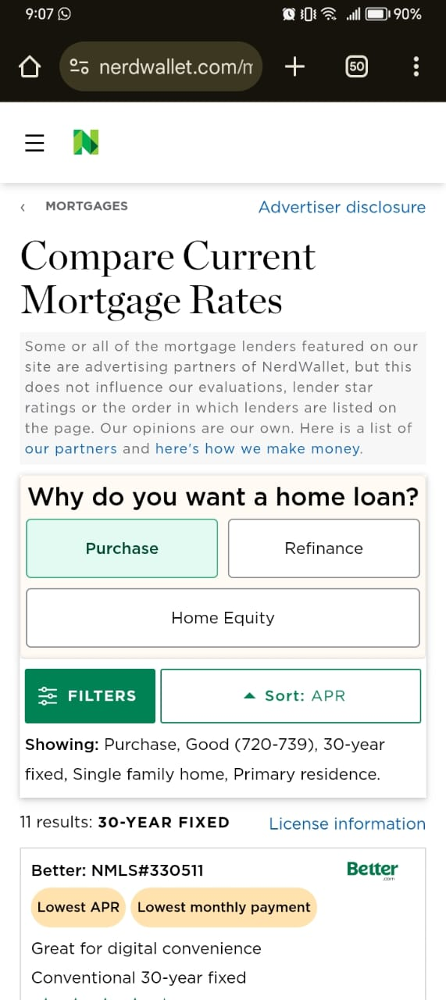 9:07
90%
nerdwallet.com/m
50
N
MORTGAGES
Advertiser disclosure
Compare Current
Mortgage Rates
Some or all of the mortgage lenders featured on our
site are advertising partners of NerdWallet, but this
does not influence our evaluations, lender star
ratings or the order in which lenders are listed on
the page. Our opinions are our own. Here is a list of
our partners and here's how we make money.
Why do you want a home loan?
Purchase
Refinance
Home Equity
FILTERS
Sort: APR
Showing: Purchase, Good (720-739), 30-year
fixed, Single family home, Primary residence.
11 results: 30-YEAR FIXED
License information
Better: NMLS#330511
Better
.com
Lowest APR
Lowest monthly payment
Great for digital convenience
Conventional 30-year fixed